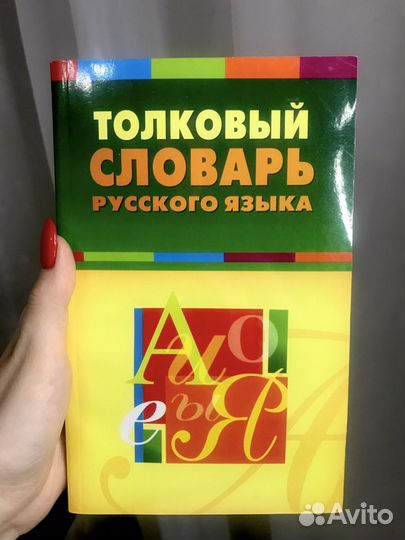 ТОЛКОВЫЙ
СЛОВАРЬ
РУССКОГО ЯЗЫКА
А и О
е ы Я
Avito